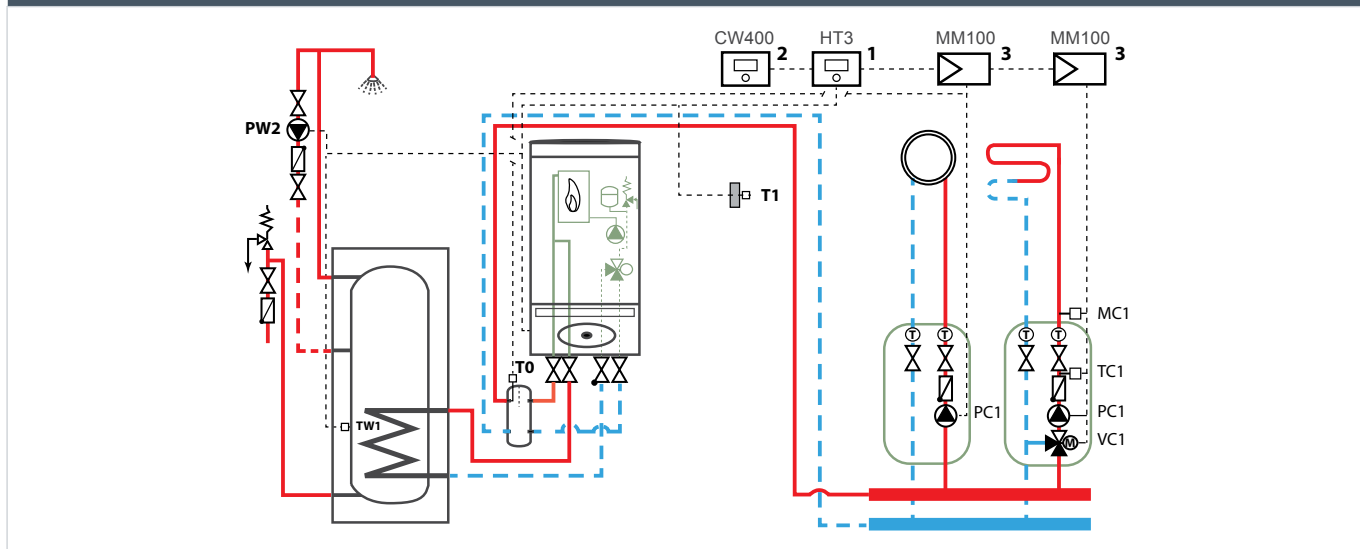 CW400 HT3 MM100 MM100
2 1 3 3
PW2
T1
MC1
T T T T
T0
TC1
PC1 PC1
TW1
M VC1